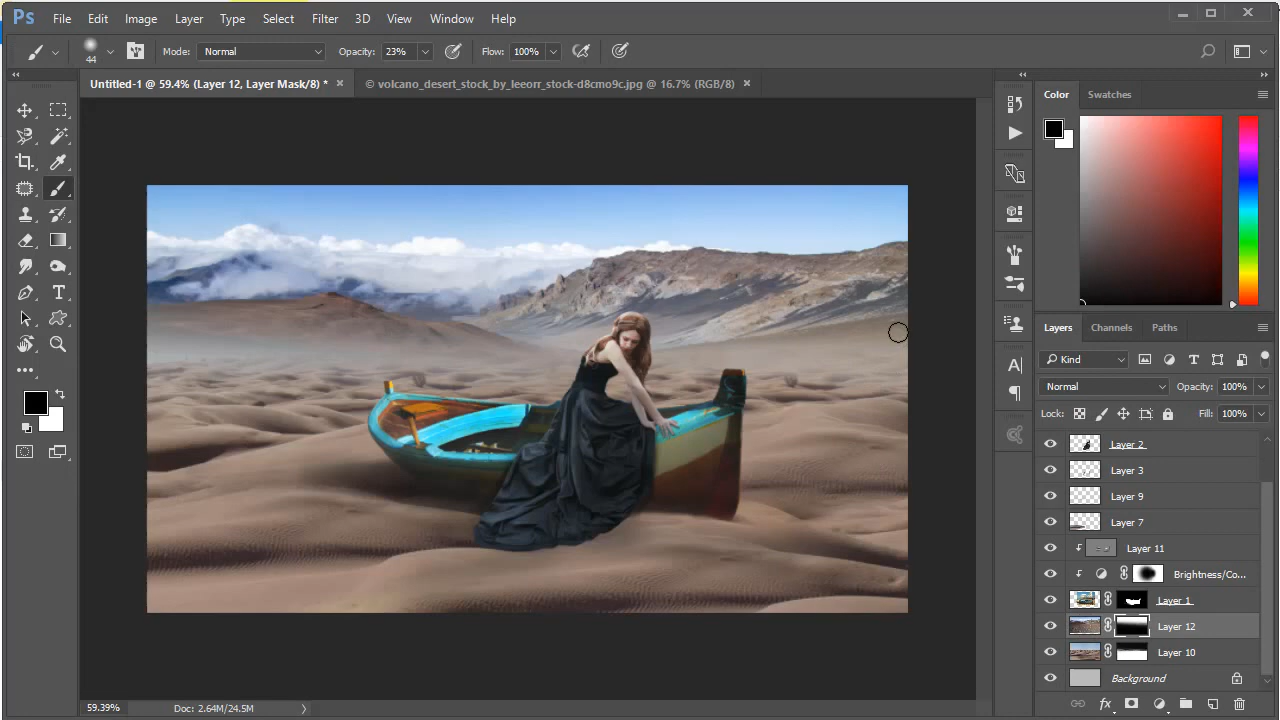 Ps File Edit Image Layer Type Select Filter 3D View Window Help
44 Mode: Normal Opacity: 23% Flow: 100%
Untitled-1 @ 59.4% (Layer 12, Layer Mask/8) * × © volcano_desert_stock_by_leeorr_stock-d8cmo9c.jpg @ 16.7% (RGB/8) ×
Color Swatches
Layers Channels Paths
Kind
Normal Opacity: 100%
Lock: Fill: 100%
Layer 2
Layer 3
Layer 9
Layer 7
Layer 11
Brightness/Co...
Layer 1
Layer 12
Layer 10
Background
fx
59.39% Doc: 2.64M/24.5M